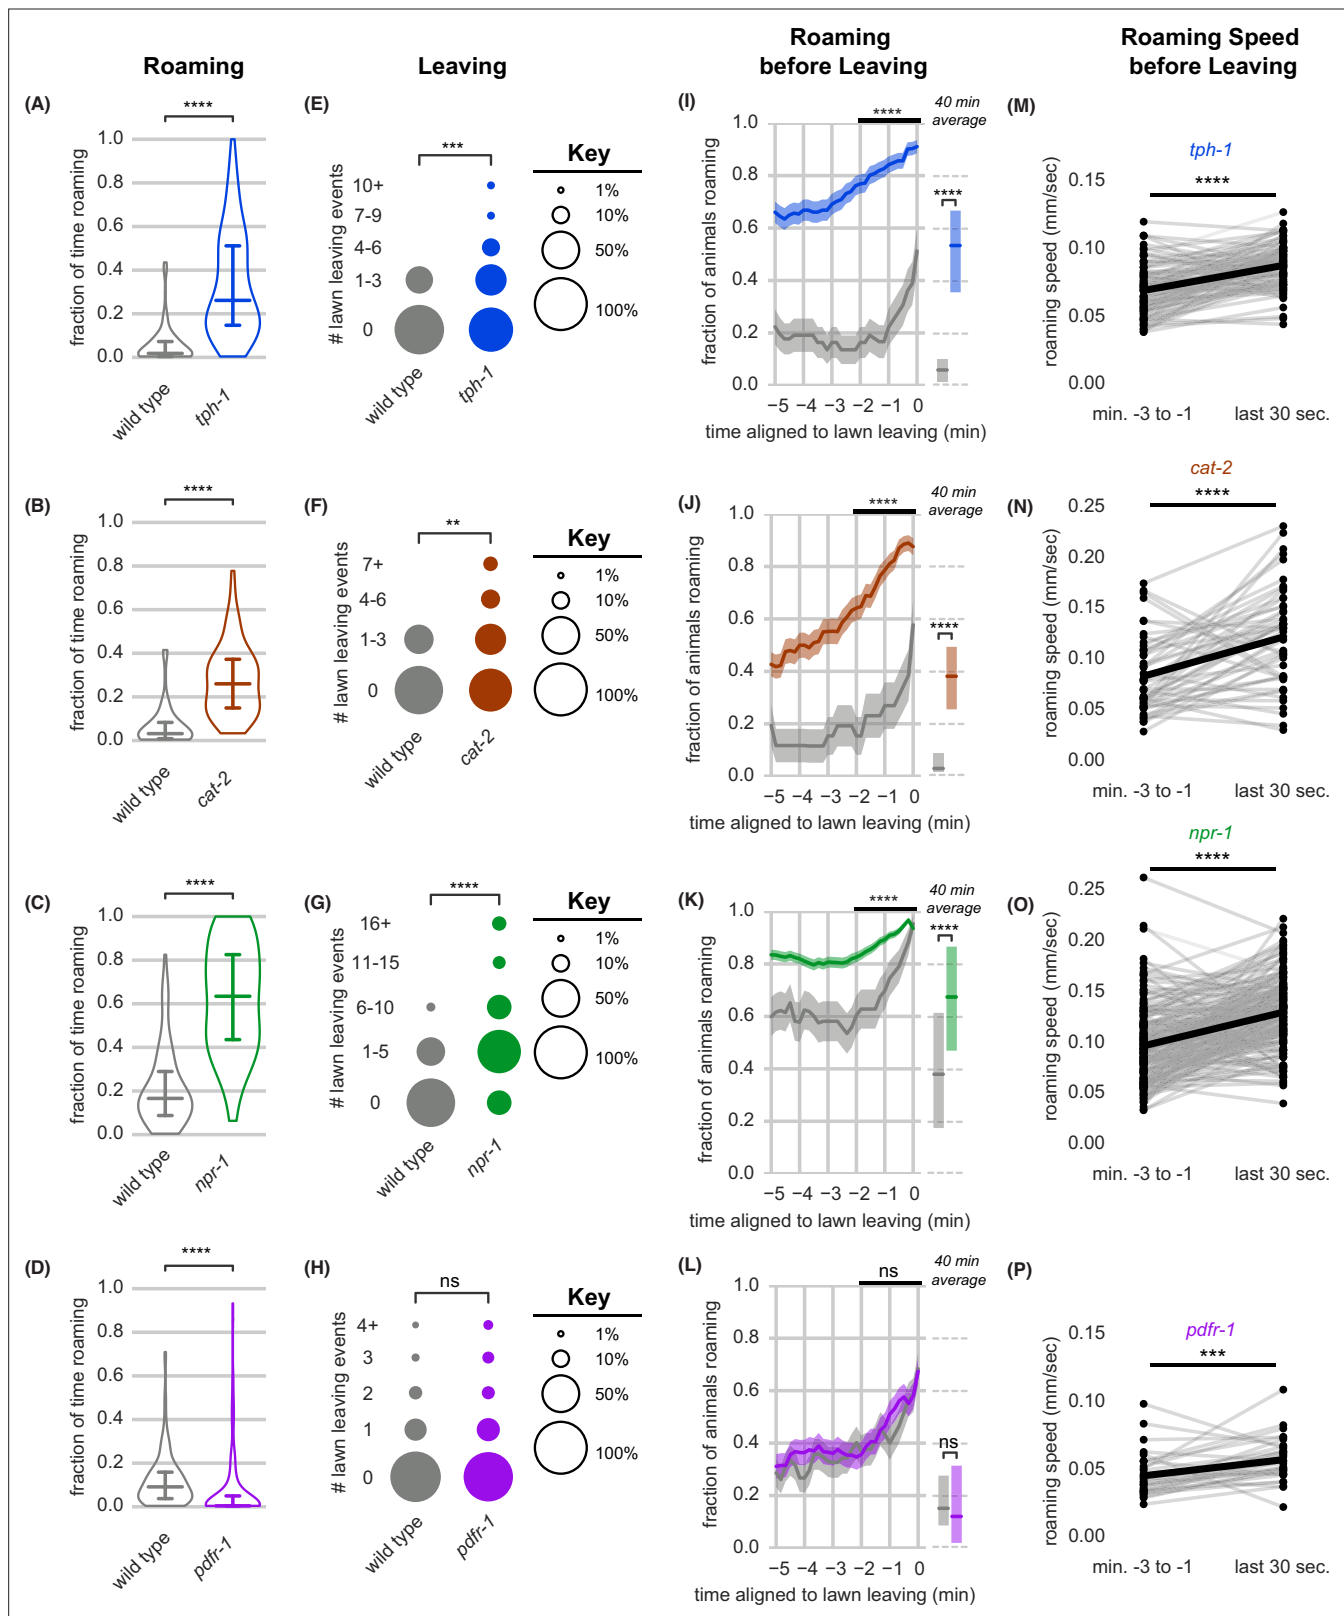 Roaming
Leaving
Roaming
before Leaving
Roaming Speed
before Leaving
(A)
****
fraction of time roaming
1.0
0.8
0.6
0.4
0.2
0.0
wild type
tph-1
(E)
***
# lawn leaving events
10+
7-9
4-6
1-3
0
wild type
tph-1
Key
1%
10%
50%
100%
(I)
****
40 min
average
fraction of animals roaming
1.0
0.8
0.6
0.4
0.2
0.0
****
−5 −4 −3 −2 −1 0
time aligned to lawn leaving (min)
(M)
tph-1
****
roaming speed (mm/sec)
0.15
0.10
0.05
0.00
min. -3 to -1 last 30 sec.
(B)
****
fraction of time roaming
1.0
0.8
0.6
0.4
0.2
0.0
wild type
cat-2
(F)
**
# lawn leaving events
7+
4-6
1-3
0
wild type
cat-2
Key
1%
10%
50%
100%
(J)
****
40 min
average
fraction of animals roaming
1.0
0.8
0.6
0.4
0.2
0.0
****
−5 −4 −3 −2 −1 0
time aligned to lawn leaving (min)
(N)
cat-2
****
roaming speed (mm/sec)
0.25
0.20
0.15
0.10
0.05
0.00
min. -3 to -1 last 30 sec.
(C)
****
fraction of time roaming
1.0
0.8
0.6
0.4
0.2
0.0
wild type
npr-1
(G)
****
# lawn leaving events
16+
11-15
6-10
1-5
0
wild type
npr-1
Key
1%
10%
50%
100%
(K)
****
40 min
average
****
fraction of animals roaming
1.0
0.8
0.6
0.4
0.2
0.0
−5 −4 −3 −2 −1 0
time aligned to lawn leaving (min)
(O)
npr-1
****
roaming speed (mm/sec)
0.25
0.20
0.15
0.10
0.05
0.00
min. -3 to -1 last 30 sec.
(D)
****
fraction of time roaming
1.0
0.8
0.6
0.4
0.2
0.0
wild type
pdfr-1
(H)
ns
# lawn leaving events
4+
3
2
1
0
wild type
pdfr-1
Key
1%
10%
50%
100%
(L)
ns
40 min
average
fraction of animals roaming
1.0
0.8
0.6
0.4
0.2
0.0
ns
−5 −4 −3 −2 −1 0
time aligned to lawn leaving (min)
(P)
pdfr-1
***
roaming speed (mm/sec)
0.15
0.10
0.05
0.00
min. -3 to -1 last 30 sec.